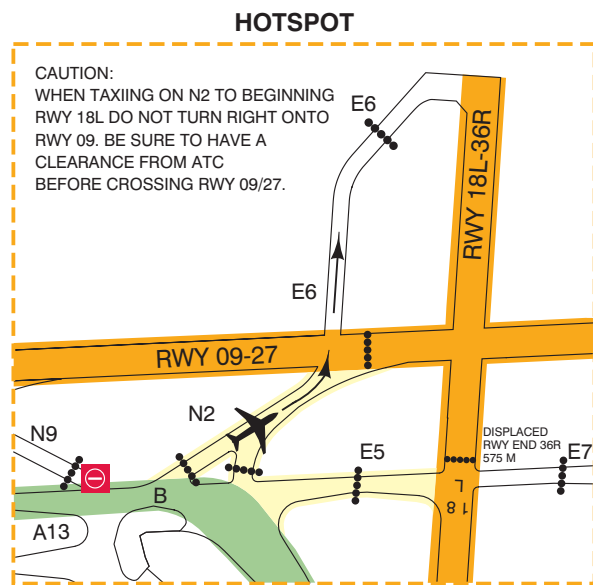 HOTSPOT
CAUTION:
WHEN TAXIING ON N2 TO BEGINNING
RWY 18L DO NOT TURN RIGHT ONTO
RWY 09. BE SURE TO HAVE A
CLEARANCE FROM ATC
BEFORE CROSSING RWY 09/27.
E6
RWY 18L-36R
E6
RWY 09-27
N2
N9
DISPLACED
RWY END 36R
575 M
E5
E7
B
L
18
A13